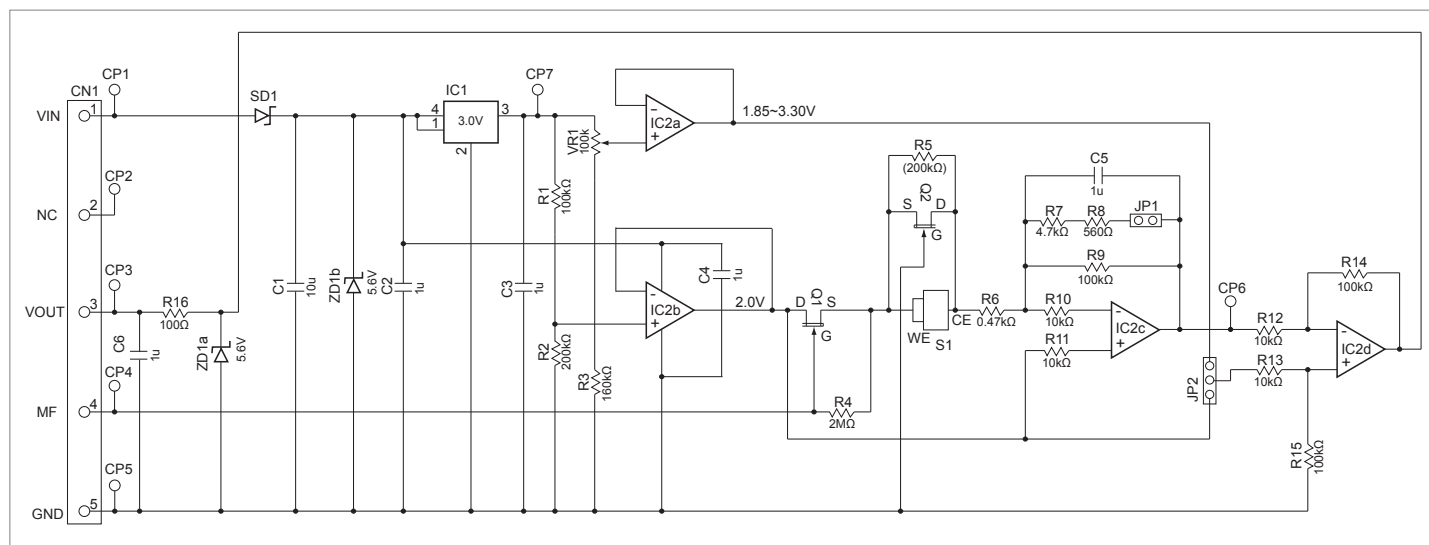 CN1
VIN
1
CP1
SD1
NC
2
CP2
VOUT
3
CP3
R16
100Ω
C6
1u
ZD1a
5.6V
MF
4
CP4
GND
5
CP5
C1
10u
ZD1b
5.6V
C2
1u
IC1
3.0V
4
1
2
3
CP7
C3
1u
R1
100kΩ
R2
200kΩ
VR1
100k
R3
160kΩ
IC2a
-
+
1.85~3.30V
IC2b
-
+
C4
1u
2.0V
Q1
D
S
G
R4
2MΩ
R5
(200kΩ)
Q2
S
D
G
WE
CE
S1
R6
0.47kΩ
C5
1u
R7
4.7kΩ
R8
560Ω
JP1
R9
100kΩ
R10
10kΩ
R11
10kΩ
IC2c
-
+
CP6
R12
10kΩ
R13
10kΩ
JP2
R14
100kΩ
IC2d
-
+
R15
100kΩ